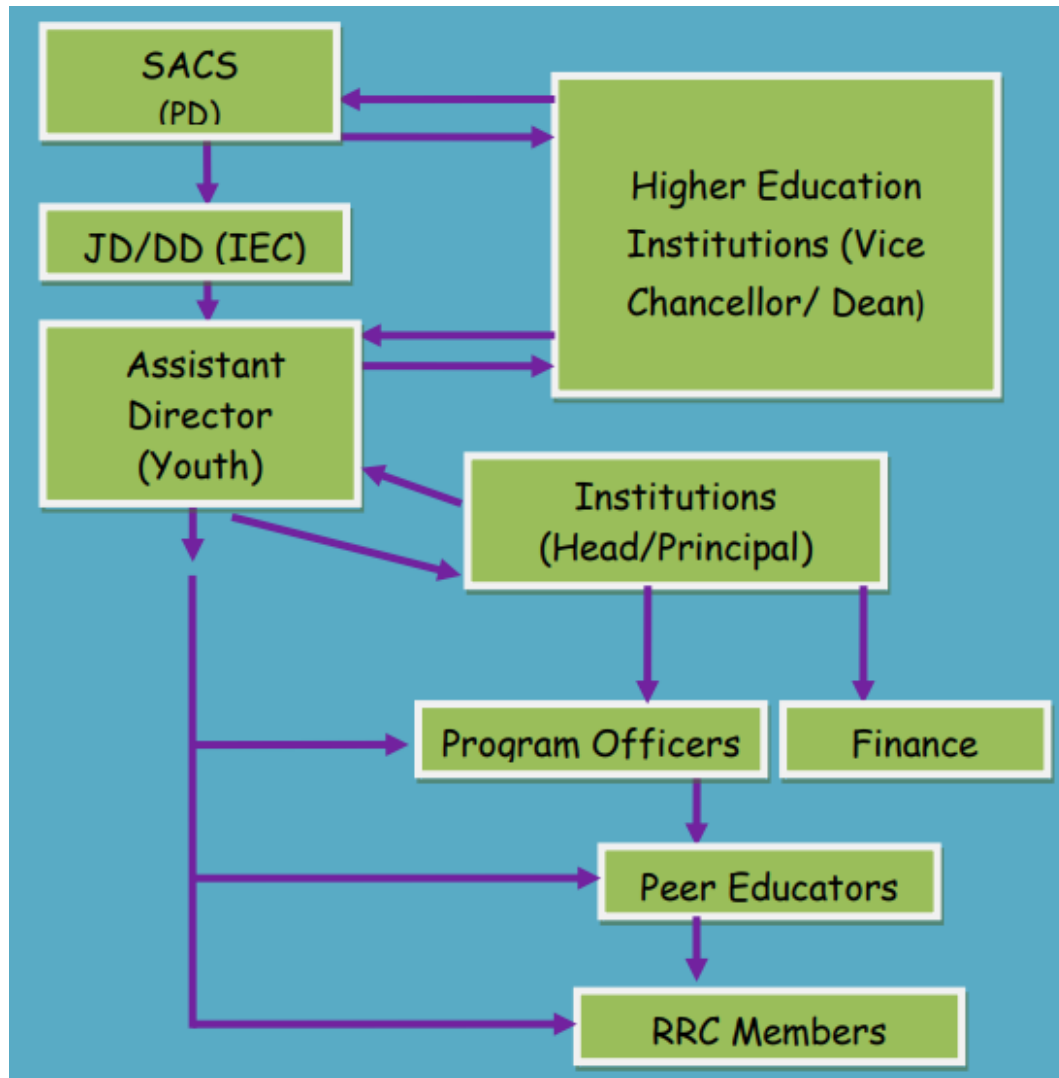 SACS
(PD)
Higher Education
Institutions (Vice
Chancellor/ Dean)
JD/DD (IEC)
Assistant
Director
(Youth)
Institutions
(Head/Principal)
Program Officers
Finance
Peer Educators
RRC Members